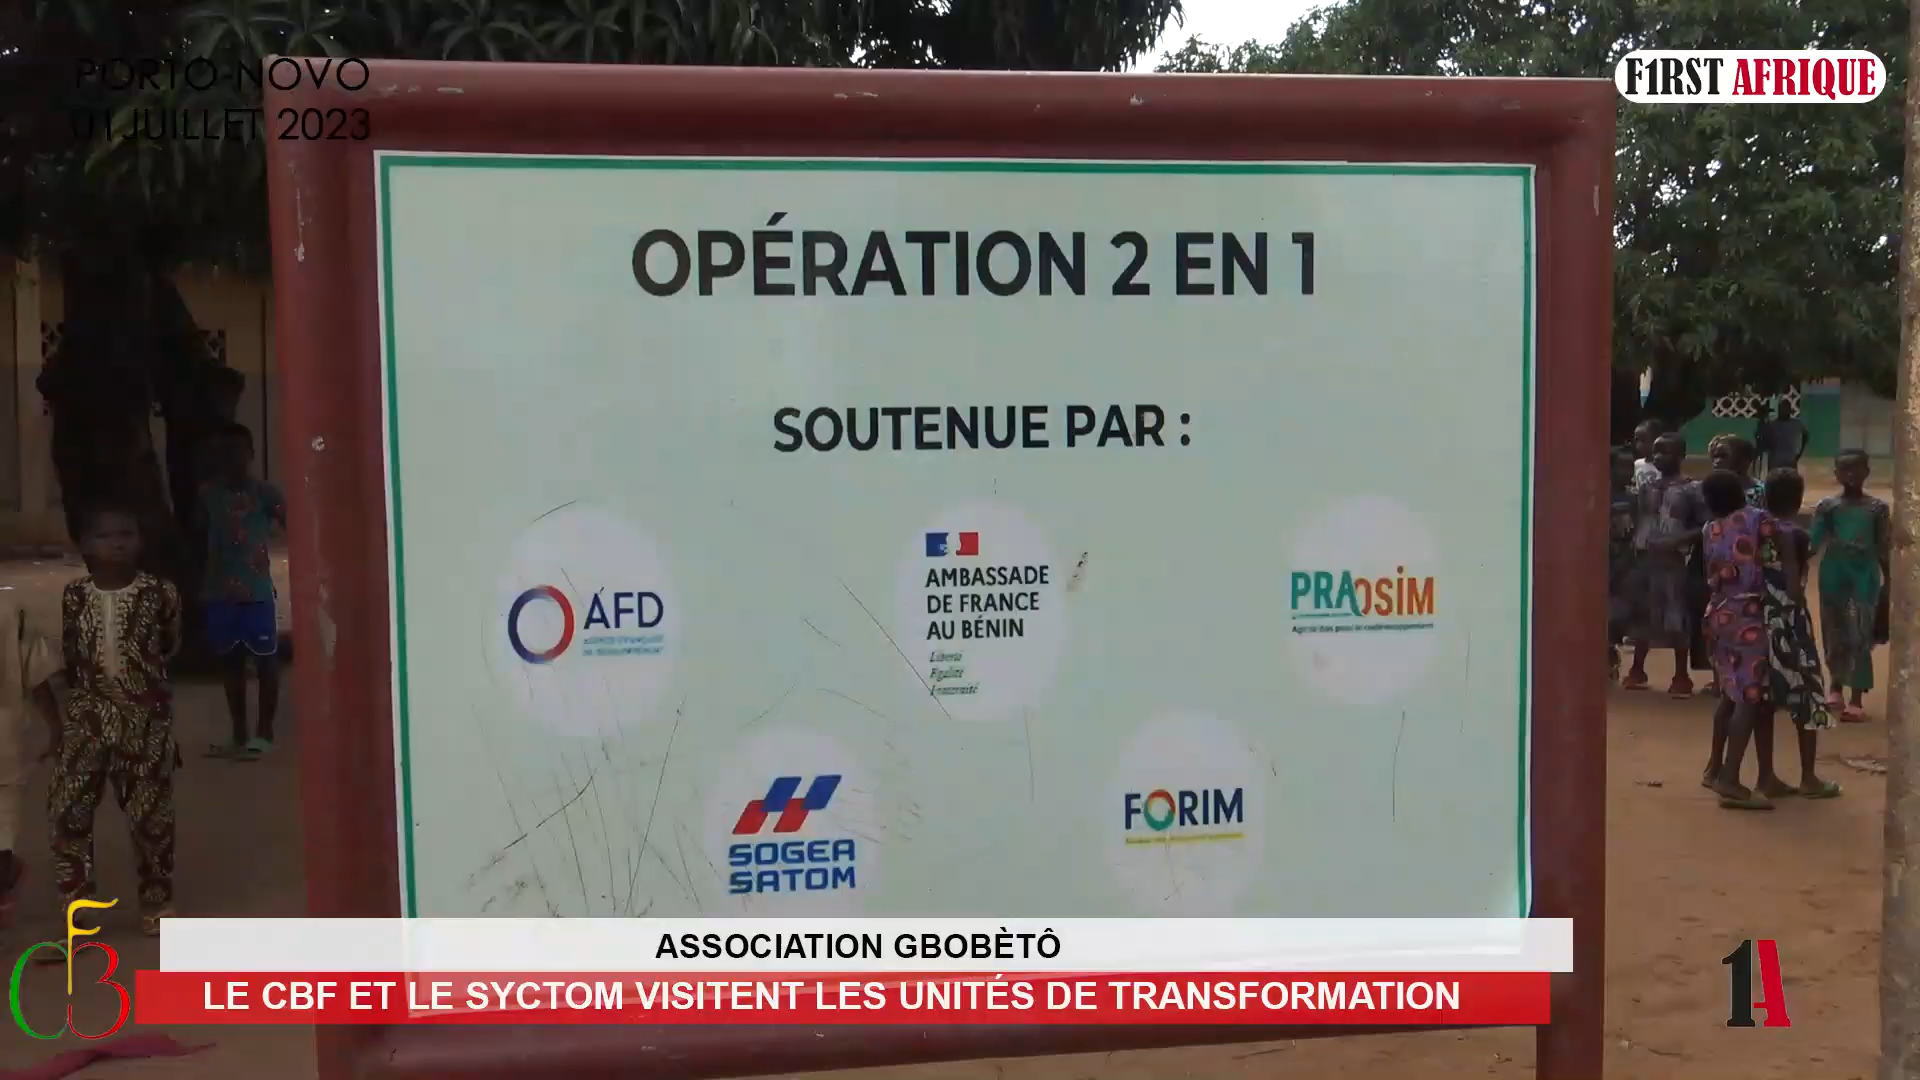 PORTO-NOVO
01 JUILLET 2023
F1RST AFRIQUE
OPÉRATION 2 EN 1
SOUTENUE PAR :
AFD
AMBASSADE
DE FRANCE
AU BÉNIN
Liberté
Égalité
Fraternité
PRAOSIM
SOGEA
SATOM
FORIM
ASSOCIATION GBOBÈTÔ
LE CBF ET LE SYCTOM VISITENT LES UNITÉS DE TRANSFORMATION
CBF
1A